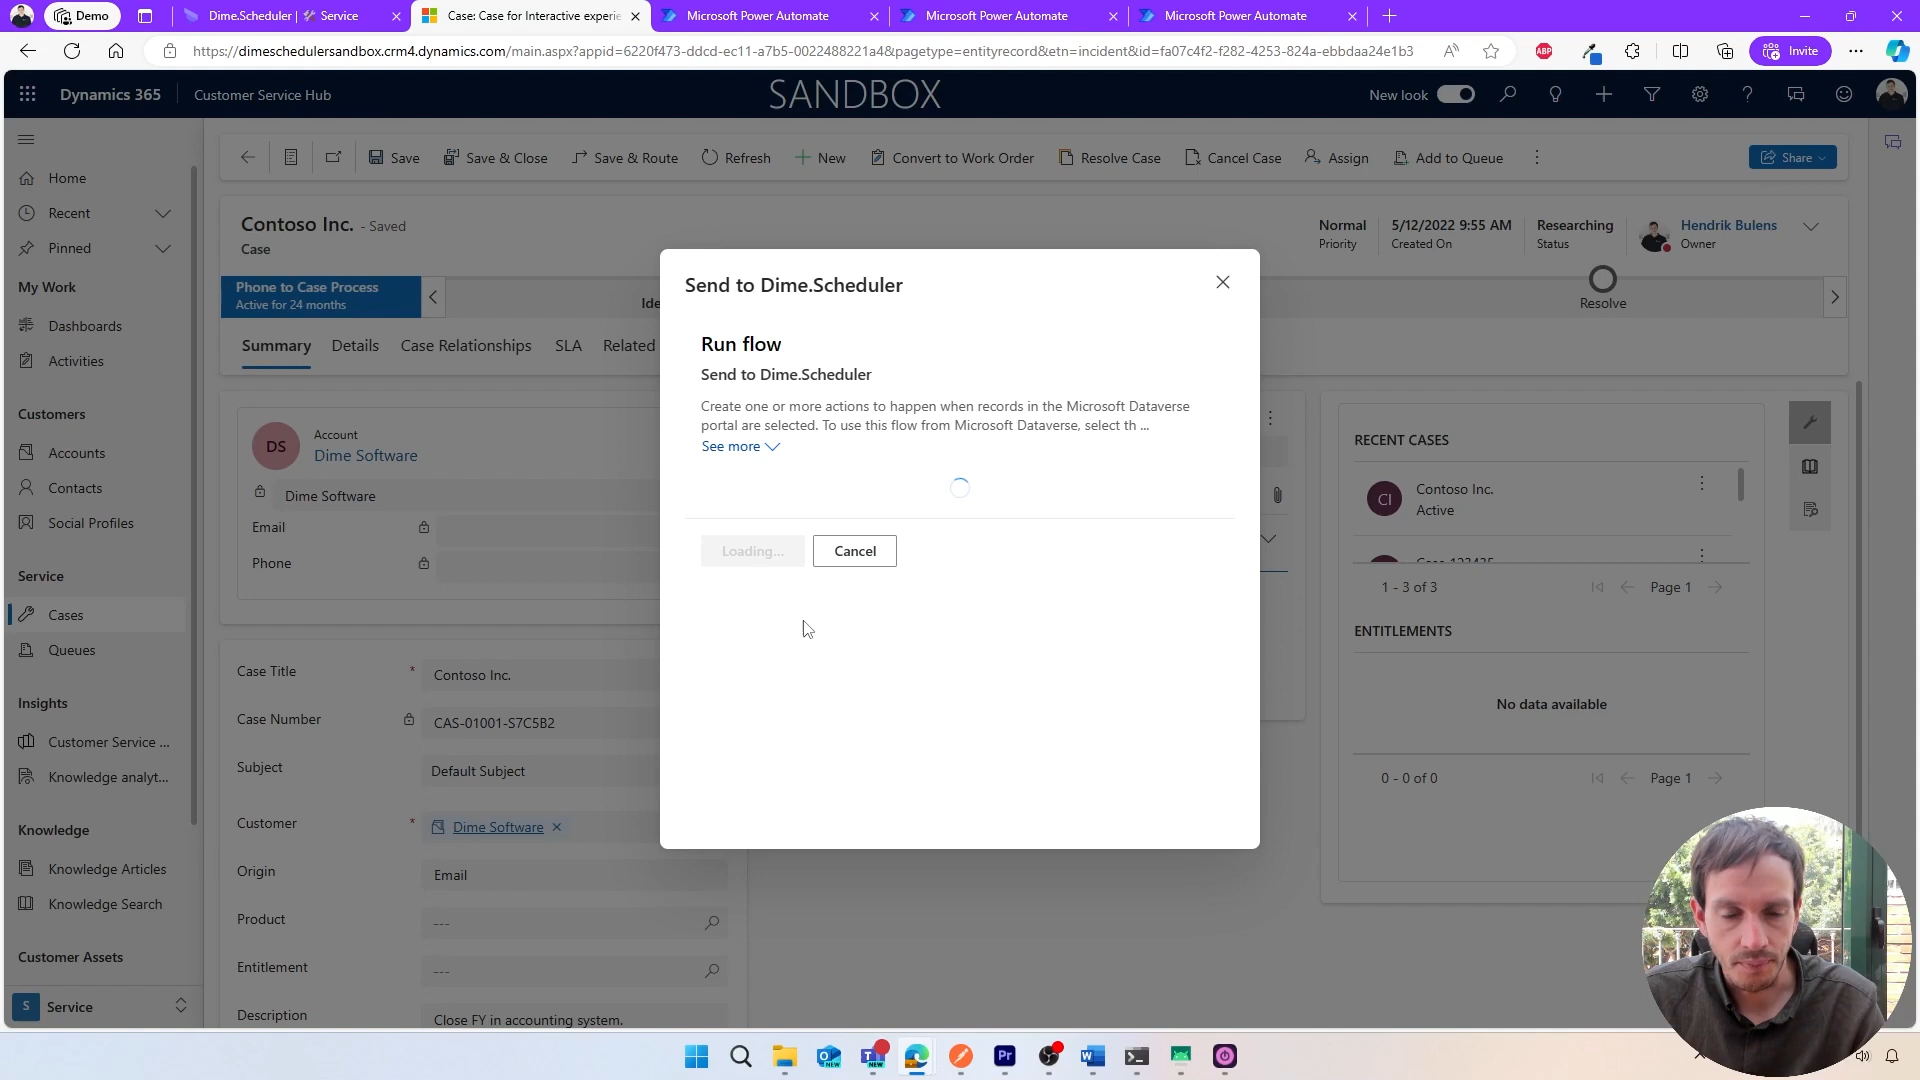 Demo
Dime.Scheduler | 🛠 Service
Case: Case for Interactive experie
Microsoft Power Automate
Microsoft Power Automate
Microsoft Power Automate
https://dimeschedulersandbox.crm4.dynamics.com/main.aspx?appid=6220f473-ddcd-ec11-a7b5-0022488221a4&pagetype=entityrecord&etn=incident&id=fa07c4f2-f282-4253-824a-ebbdaa24e1b3
ABP
Invite
Dynamics 365
Customer Service Hub
SANDBOX
New look
Save
Save & Close
Save & Route
Refresh
New
Convert to Work Order
Resolve Case
Cancel Case
Assign
Add to Queue
Share
Home
Recent
Pinned
My Work
Dashboards
Activities
Customers
Accounts
Contacts
Social Profiles
Service
Cases
Queues
Insights
Customer Service ...
Knowledge analyt...
Knowledge
Knowledge Articles
Knowledge Search
Customer Assets
S Service
Contoso Inc. - Saved
Case
Normal
Priority
5/12/2022 9:55 AM
Created On
Researching
Status
Hendrik Bulens
Owner
Phone to Case Process
Active for 24 months
Ide
Resolve
Summary
Details
Case Relationships
SLA
Related
DS
Account
Dime Software
Dime Software
Email
Phone
Case Title
*
Contoso Inc.
Case Number
CAS-01001-S7C5B2
Subject
Default Subject
Customer
*
Dime Software
Origin
Email
Product
---
Entitlement
---
Description
Close FY in accounting system.
Send to Dime.Scheduler
Run flow
Send to Dime.Scheduler
Create one or more actions to happen when records in the Microsoft Dataverse
portal are selected. To use this flow from Microsoft Dataverse, select th ...
See more
Loading...
Cancel
RECENT CASES
CI
Contoso Inc.
Active
Case 123435
1 - 3 of 3
Page 1
ENTITLEMENTS
No data available
0 - 0 of 0
Page 1
NEW
NEW
Pr